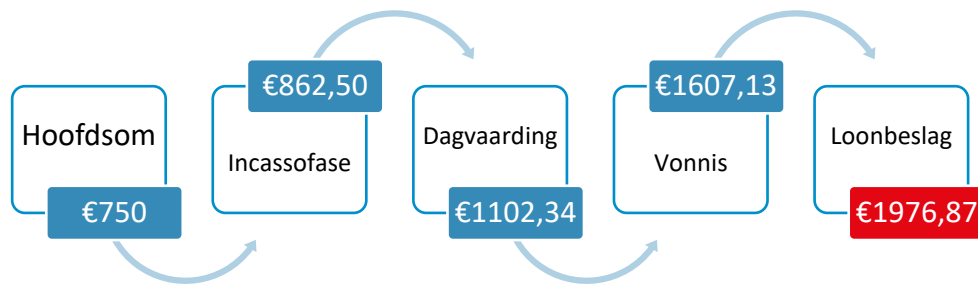 Hoofdsom
€750
€862,50
Incassofase
Dagvaarding
€1102,34
€1607,13
Vonnis
Loonbeslag
€1976,87